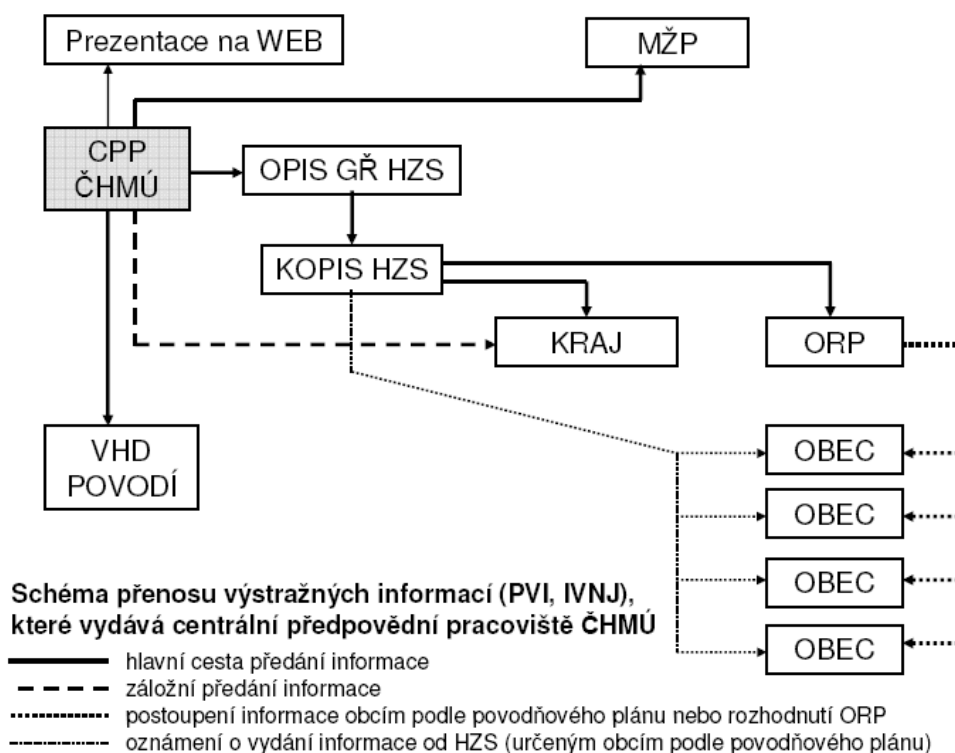 Prezentace na WEB
MŽP
CPP
ČHMÚ
OPIS GŘ HZS
KOPIS HZS
KRAJ
ORP
VHD
POVODÍ
OBEC
OBEC
OBEC
OBEC
Schéma přenosu výstražných informací (PVI, IVNJ),
které vydává centrální předpovědní pracoviště ČHMÚ
hlavní cesta předání informace
záložní předání informace
postoupení informace obcím podle povodňového plánu nebo rozhodnutí ORP
oznámení o vydání informace od HZS (určeným obcím podle povodňového plánu)